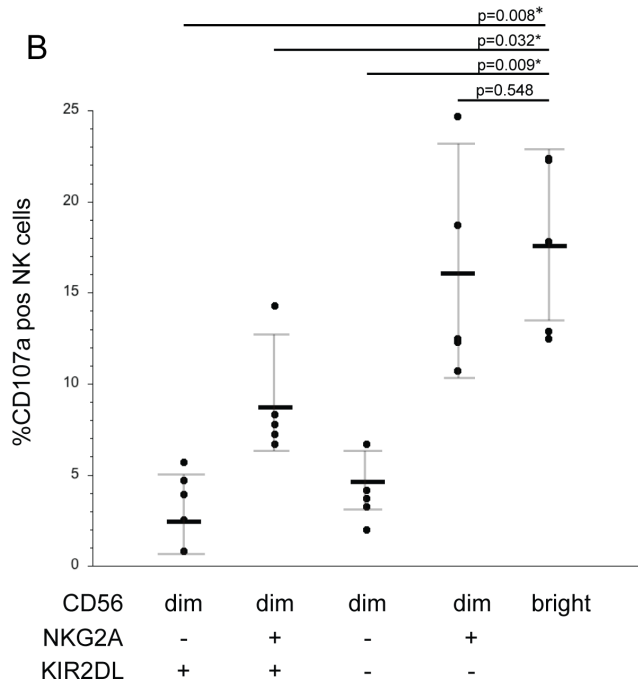 p=0.008*
B
p=0.032*
p=0.009*
p=0.548
25
20
15
10
5
0
%CD107a pos NK cells
CD56 dim dim dim dim bright
NKG2A - + - +
KIR2DL + + - -